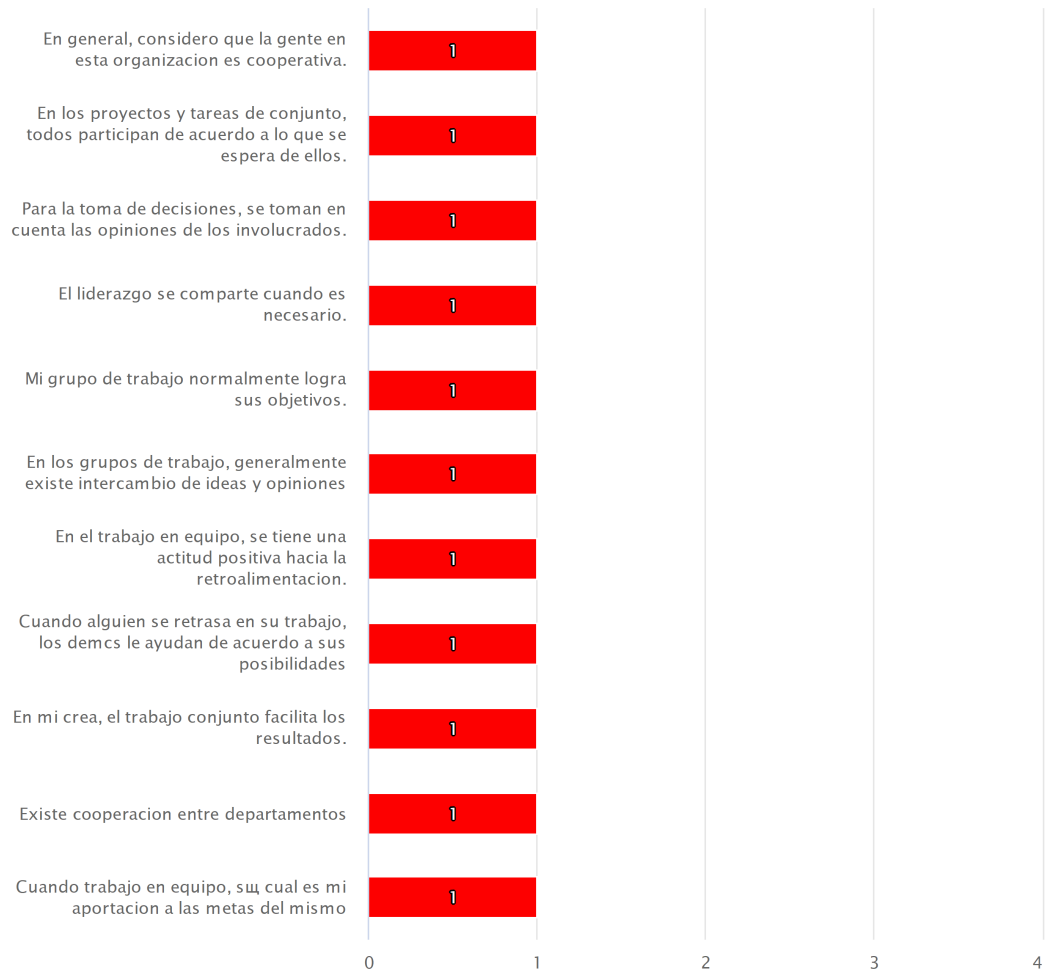 En general, considero que la gente en
esta organizacion es cooperativa.
1
En los proyectos y tareas de conjunto,
todos participan de acuerdo a lo que se
espera de ellos.
1
Para la toma de decisiones, se toman en
cuenta las opiniones de los involucrados.
1
El liderazgo se comparte cuando es
necesario.
1
Mi grupo de trabajo normalmente logra
sus objetivos.
1
En los grupos de trabajo, generalmente
existe intercambio de ideas y opiniones
1
En el trabajo en equipo, se tiene una
actitud positiva hacia la
retroalimentacion.
1
Cuando alguien se retrasa en su trabajo,
los demcs le ayudan de acuerdo a sus
posibilidades
1
En mi crea, el trabajo conjunto facilita los
resultados.
1
Existe cooperacion entre departamentos
1
Cuando trabajo en equipo, sщ cual es mi
aportacion a las metas del mismo
1
0 1 2 3 4